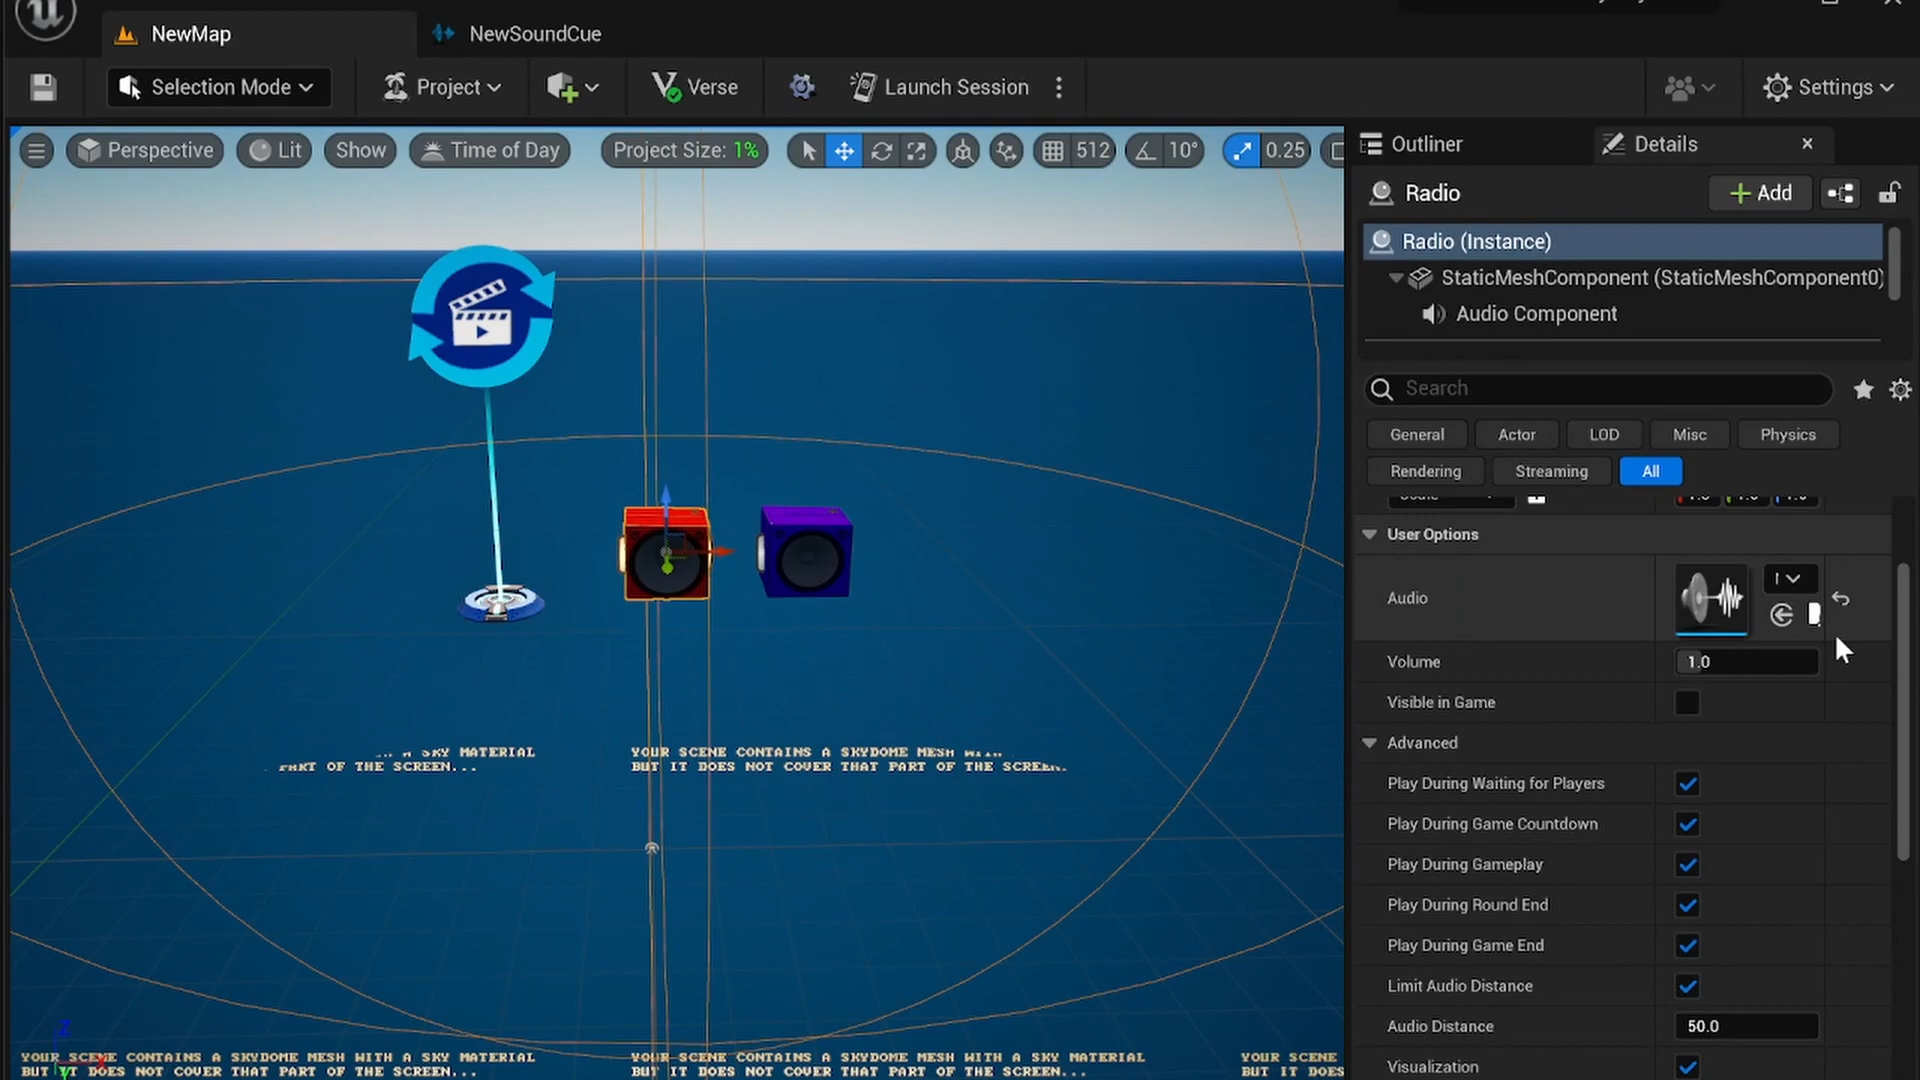 NewMap
NewSoundCue
Selection Mode
Project
Verse
Launch Session
Settings
Perspective
Lit
Show
Time of Day
Project Size: 1%
512
10°
0.25
Outliner
Details
Radio
Add
Radio (Instance)
StaticMeshComponent (StaticMeshComponent0)
Audio Component
Search
General
Actor
LOD
Misc
Physics
Rendering
Streaming
All
User Options
Audio
Volume
1.0
Visible in Game
Advanced
Play During Waiting for Players
Play During Game Countdown
Play During Gameplay
Play During Round End
Play During Game End
Limit Audio Distance
Audio Distance
50.0
Visualization
SKY MATERIAL
PART OF THE SCREEN...
YOUR SCENE CONTAINS A SKYDOME MESH
BUT IT DOES NOT COVER THAT PART OF THE SCREEN.
YOUR SCENE CONTAINS A SKYDOME MESH WITH A SKY MATERIAL
BUT IT DOES NOT COVER THAT PART OF THE SCREEN...
YOUR SCENE CONTAINS A SKYDOME MESH WITH A SKY MATERIAL
BUT IT DOES NOT COVER THAT PART OF THE SCREEN...
YOUR SCENE
BUT IT DOES
Z